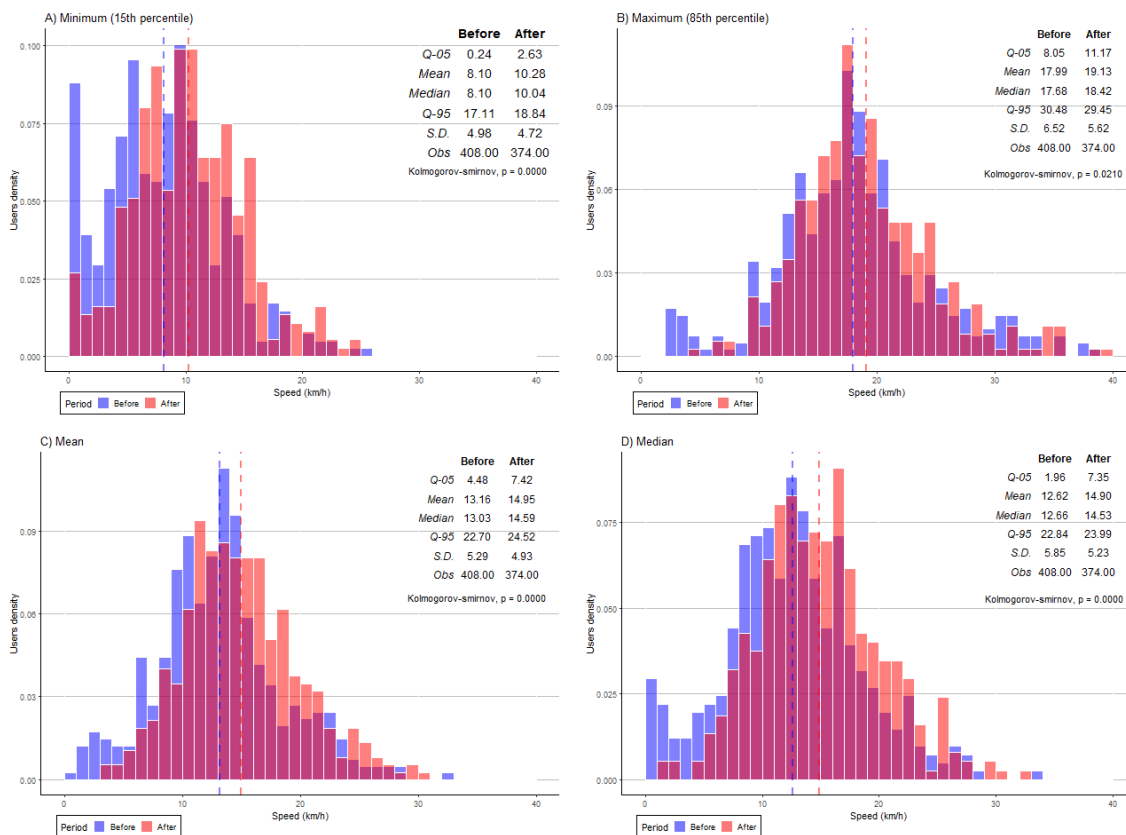 A) Minimum (15th percentile)
Before After
Q-05 0.24 2.63
Mean 8.10 10.28
Median 8.10 10.04
Q-95 17.11 18.84
S.D. 4.98 4.72
Obs 408.00 374.00
Kolmogorov-smirnov, p = 0.0000
Users density
0.100
0.075
0.050
0.025
0.000
0 10 20 30 40
Speed (km/h)
Period Before After
B) Maximum (85th percentile)
Before After
Q-05 8.05 11.17
Mean 17.99 19.13
Median 17.68 18.42
Q-95 30.48 29.45
S.D. 6.52 5.62
Obs 408.00 374.00
Kolmogorov-smirnov, p = 0.0210
Users density
0.09
0.06
0.03
0.00
0 10 20 30 40
Speed (km/h)
Period Before After
C) Mean
Before After
Q-05 4.48 7.42
Mean 13.16 14.95
Median 13.03 14.59
Q-95 22.70 24.52
S.D. 5.29 4.93
Obs 408.00 374.00
Kolmogorov-smirnov, p = 0.0000
Users density
0.09
0.06
0.03
0.00
0 10 20 30 40
Speed (km/h)
Period Before After
D) Median
Before After
Q-05 1.96 7.35
Mean 12.62 14.90
Median 12.66 14.53
Q-95 22.84 23.99
S.D. 5.85 5.23
Obs 408.00 374.00
Kolmogorov-smirnov, p = 0.0000
Users density
0.075
0.050
0.025
0.000
0 10 20 30 40
Speed (km/h)
Period Before After